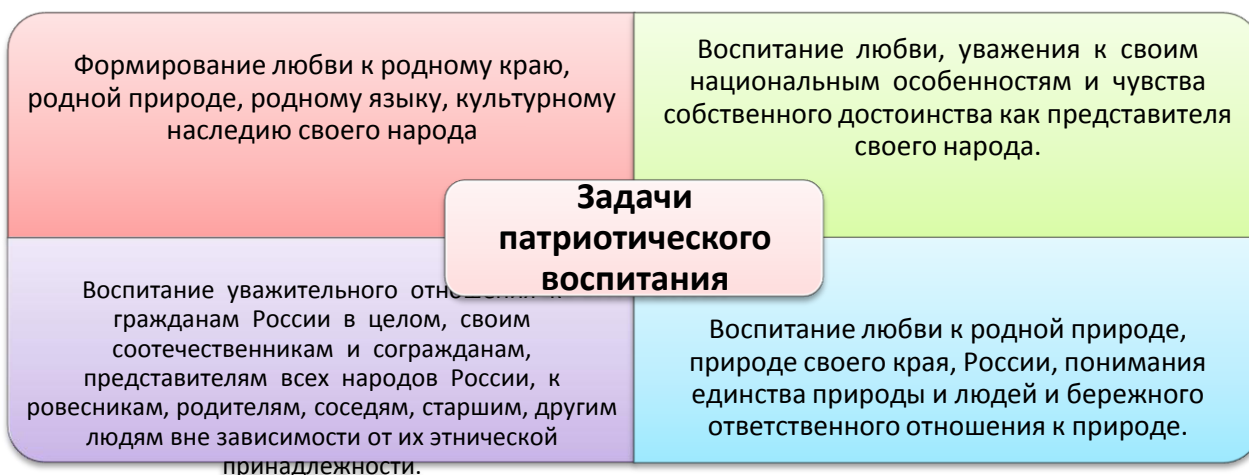 Формирование любви к родному краю,
родной природе, родному языку, культурному
наследию своего народа
Воспитание любви, уважения к своим
национальным особенностям и чувства
собственного достоинства как представителя
своего народа.
Задачи
патриотического
воспитания
Воспитание уважительного отношения к
гражданам России в целом, своим
соотечественникам и согражданам,
представителям всех народов России, к
ровесникам, родителям, соседям, старшим, другим
людям вне зависимости от их этнической
принадлежности.
Воспитание любви к родной природе,
природе своего края, России, понимания
единства природы и людей и бережного
ответственного отношения к природе.